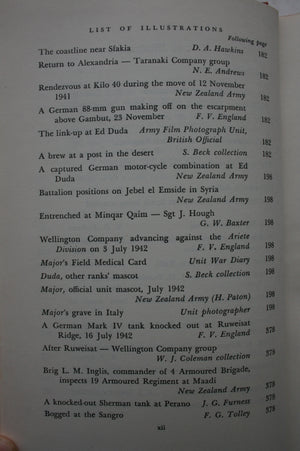 LIST OF ILLUSTRATIONS
Following page
The coastline near Sfakia D. A. Hawkins 182
Return to Alexandria – Taranaki Company group
N. E. Andrews 182
Rendezvous at Kilo 40 during the move of 12 November
1941 New Zealand Army 182
A German 88-mm gun making off on the escarpment
above Gambut, 23 November F. V. England 182
The link-up at Ed Duda Army Film Photograph Unit,
British Official 182
A brew at a post in the desert S. Beck collection 182
A captured German motor-cycle combination at Ed
Duda New Zealand Army 198
Battalion positions on Jebel el Emside in Syria
New Zealand Army 198
Entrenched at Minqar Qaim — Sgt J. Hough
G. W. Baxter 198
Wellington Company advancing against the Ariete
Division on 3 July 1942 F. V. England 198
Major's Field Medical Card Unit War Diary 198
Duda, other ranks' mascot S. Beck collection 198
Major, official unit mascot, July 1942
New Zealand Army (H. Paton) 198
Major's grave in Italy Unit photographer 198
A German Mark IV tank knocked out at Ruweisat
Ridge, 16 July 1942 F. V. England 378
After Ruweisat – Wellington Company group
W. J. Coleman collection 378
Brig L. M. Inglis, commander of 4 Armoured Brigade,
inspects 19 Armoured Regiment at Maadi
New Zealand Army 378
A knocked-out Sherman tank at Perano J. G. Furness 378
Bogged at the Sangro F. G. Tolley 378
xii